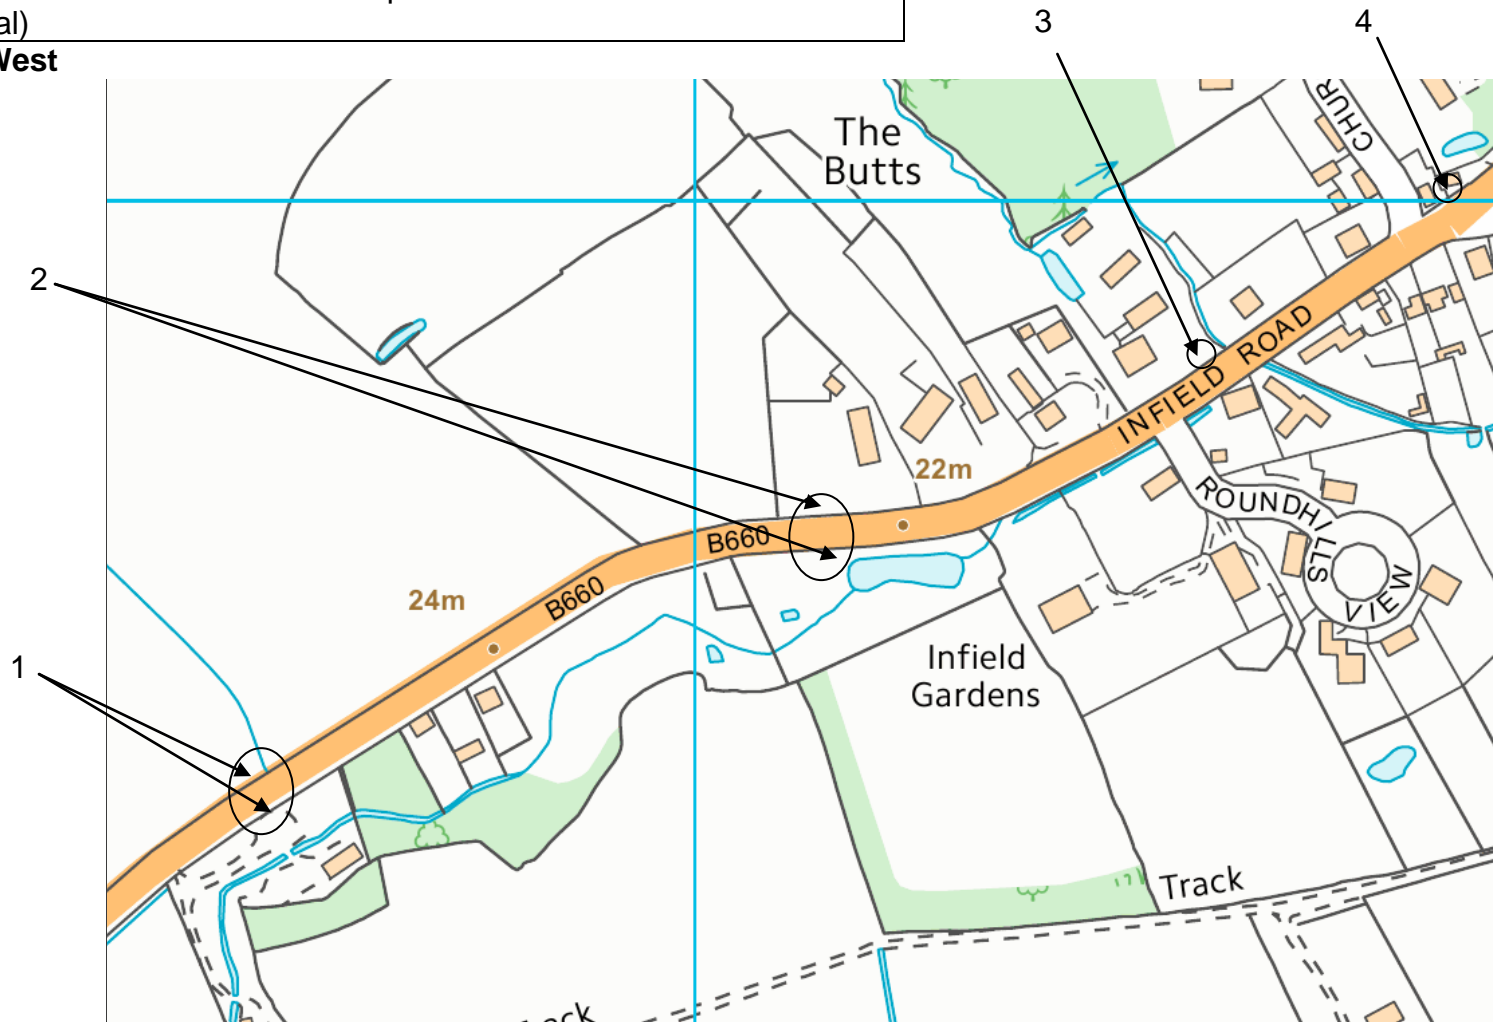 al)
West
3
4
CHUR
The
Butts
2
INFIELD ROAD
22m
B660
ROUNDHILLS
VIEW
24m
B660
1
Infield
Gardens
Track